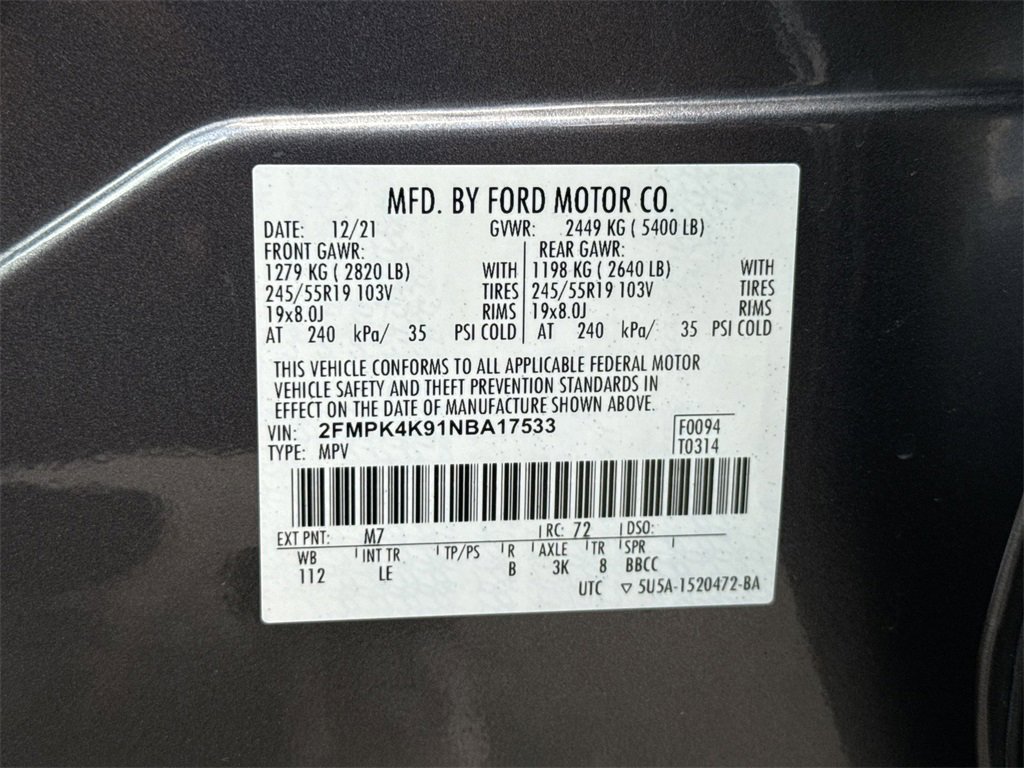 MFD. BY FORD MOTOR CO.
DATE: 12/21 GVWR: 2449 KG ( 5400 LB)
FRONT GAWR: REAR GAWR:
1279 KG ( 2820 LB) WITH 1198 KG ( 2640 LB) WITH
245/55R19 103V TIRES 245/55R19 103V TIRES
19x8.0J RIMS 19x8.0J RIMS
AT 240 kPa/ 35 PSI COLD AT 240 kPa/ 35 PSI COLD
THIS VEHICLE CONFORMS TO ALL APPLICABLE FEDERAL MOTOR
VEHICLE SAFETY AND THEFT PREVENTION STANDARDS IN
EFFECT ON THE DATE OF MANUFACTURE SHOWN ABOVE.
VIN: 2FMPK4K91NBA17533 F0094
TYPE: MPV T0314
EXT PNT: M7 RC: 72 DSO:
WB INT TR TP/PS R AXLE TR SPR
112 LE B 3K 8 BBCC
UTC ▽ 5U5A-1520472-BA